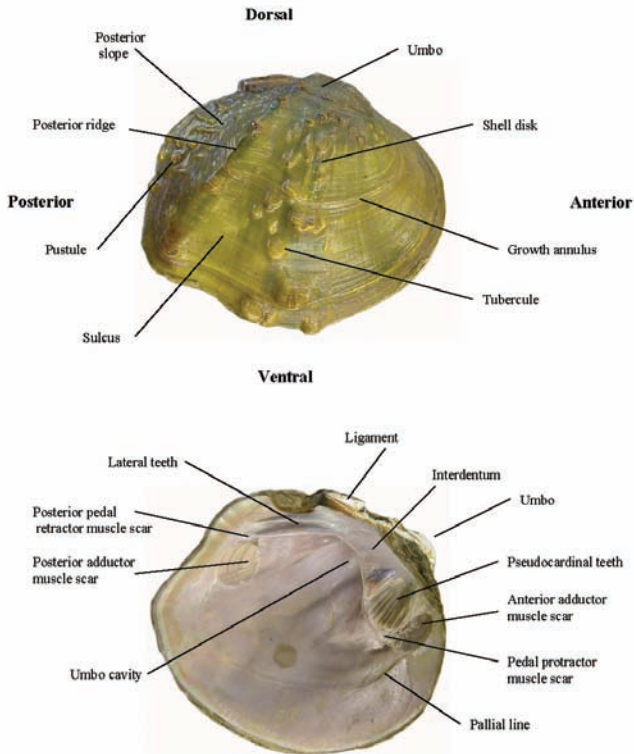 Dorsal
Posterior
slope
Umbo
Posterior ridge
Shell disk
Posterior
Anterior
Pustule
Growth annulus
Tubercule
Sulcus
Ventral
Ligament
Lateral teeth
Interdentum
Umbo
Posterior pedal
retractor muscle scar
Posterior adductor
muscle scar
Pseudocardinal teeth
Anterior adductor
muscle scar
Umbo cavity
Pedal protractor
muscle scar
Pallial line